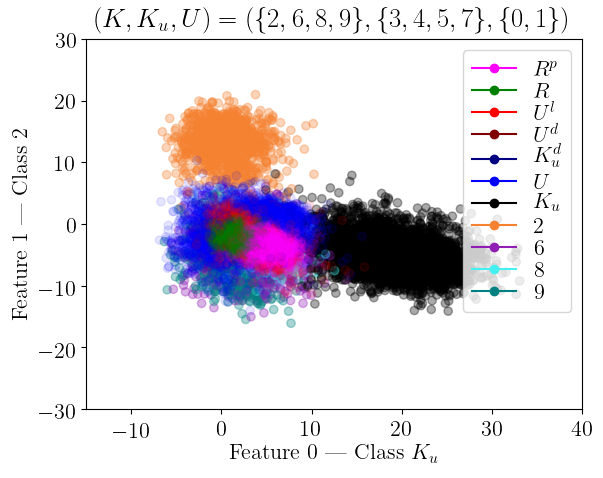 (K, K_u, U) = ({2, 6, 8, 9}, {3, 4, 5, 7}, {0, 1})
30
20
10
0
−10
−20
−30
Feature 1 — Class 2
R^p
R
U^l
U^d
K_u^d
U
K_u
2
6
8
9
−10
0
10
20
30
40
Feature 0 — Class K_u